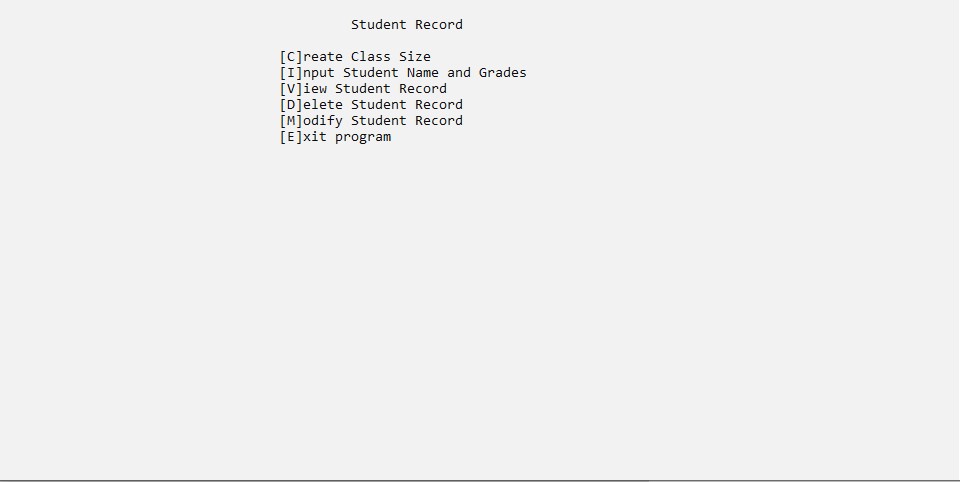 Student Record
[C]reate Class Size
[I]nput Student Name and Grades
[V]iew Student Record
[D]elete Student Record
[M]odify Student Record
[E]xit program